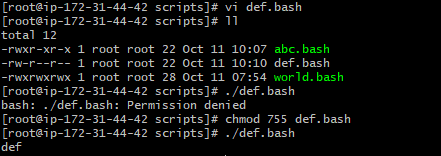 [root@ip-172-31-44-42 scripts]# vi def.bash
[root@ip-172-31-44-42 scripts]# ll
total 12
-rwxr-xr-x 1 root root 22 Oct 11 10:07 abc.bash
-rw-r--r-- 1 root root 22 Oct 11 10:10 def.bash
-rwxrwxrwx 1 root root 28 Oct 11 07:54 world.bash
[root@ip-172-31-44-42 scripts]# ./def.bash
bash: ./def.bash: Permission denied
[root@ip-172-31-44-42 scripts]# chmod 755 def.bash
[root@ip-172-31-44-42 scripts]# ./def.bash
def